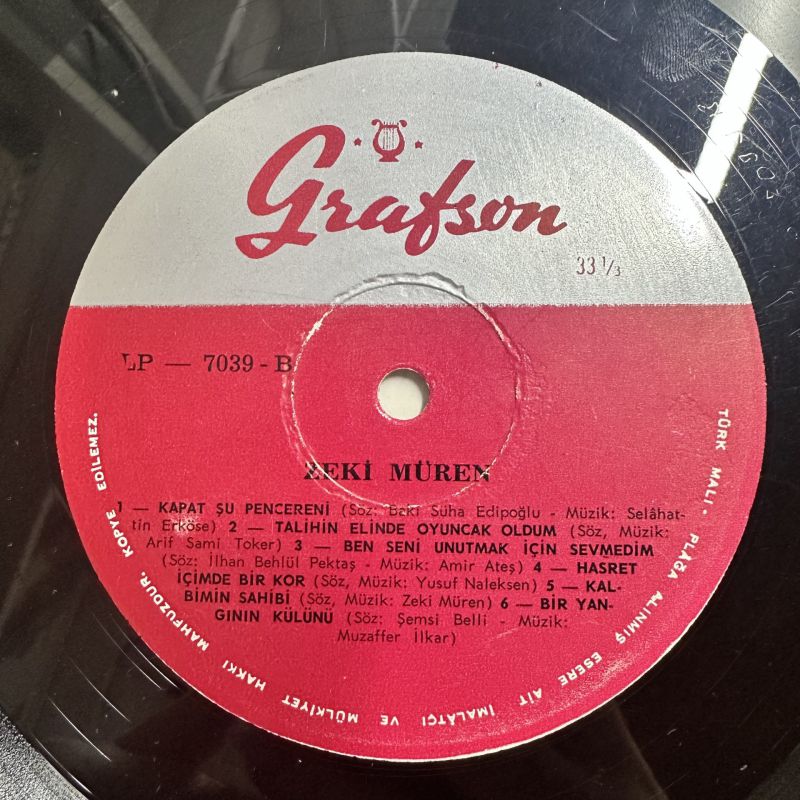 Grafson
33 1/3
LP — 7039 - B
ZEKİ MÜREN
1 — KAPAT ŞU PENCERENİ (Söz: Beki Süha Edipoğlu - Müzik: Selâhat-
tin Erköse) 2 — TALİHİN ELİNDE OYUNCAK OLDUM (Söz, Müzik:
Arif Sami Toker) 3 — BEN SENİ UNUTMAK İÇİN SEVMEDİM
(Söz: İlhan Behlül Pektaş - Müzik: Amir Ateş) 4 — HASRET
İÇİMDE BİR KOR (Söz, Müzik: Yusuf Nalkesen) 5 — KAL-
BİMİN SAHİBİ (Söz, Müzik: Zeki Müren) 6 — BİR YAN-
GININ KÜLÜNÜ (Söz: Şemsi Belli - Müzik:
Muzaffer İlkar)
TÜRK MALI - PLÂĞA ALINMIŞ ESERE AİT İMALÂTÇI VE MÜLKİYET HAKKI MAHFUZDUR. KOPYE EDİLEMEZ.